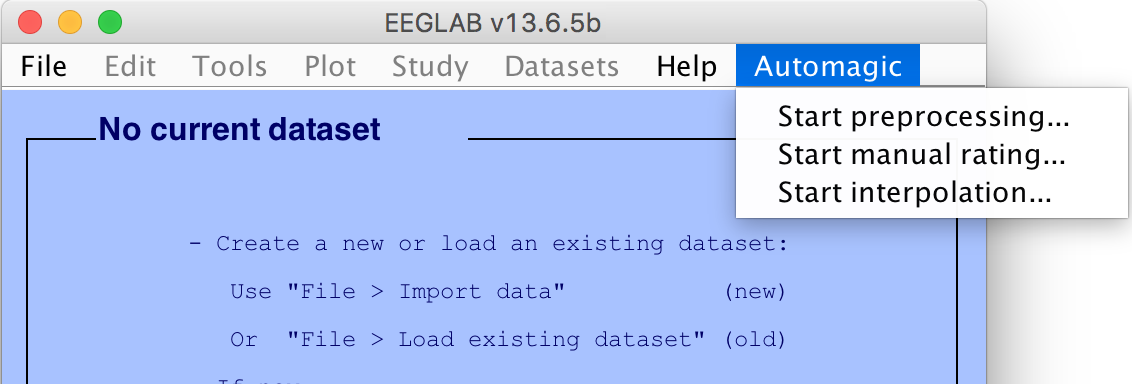 EEGLAB v13.6.5b
File Edit Tools Plot Study Datasets Help Automagic
Start preprocessing...
Start manual rating...
Start interpolation...
No current dataset
- Create a new or load an existing dataset:
Use "File > Import data" (new)
Or "File > Load existing dataset" (old)